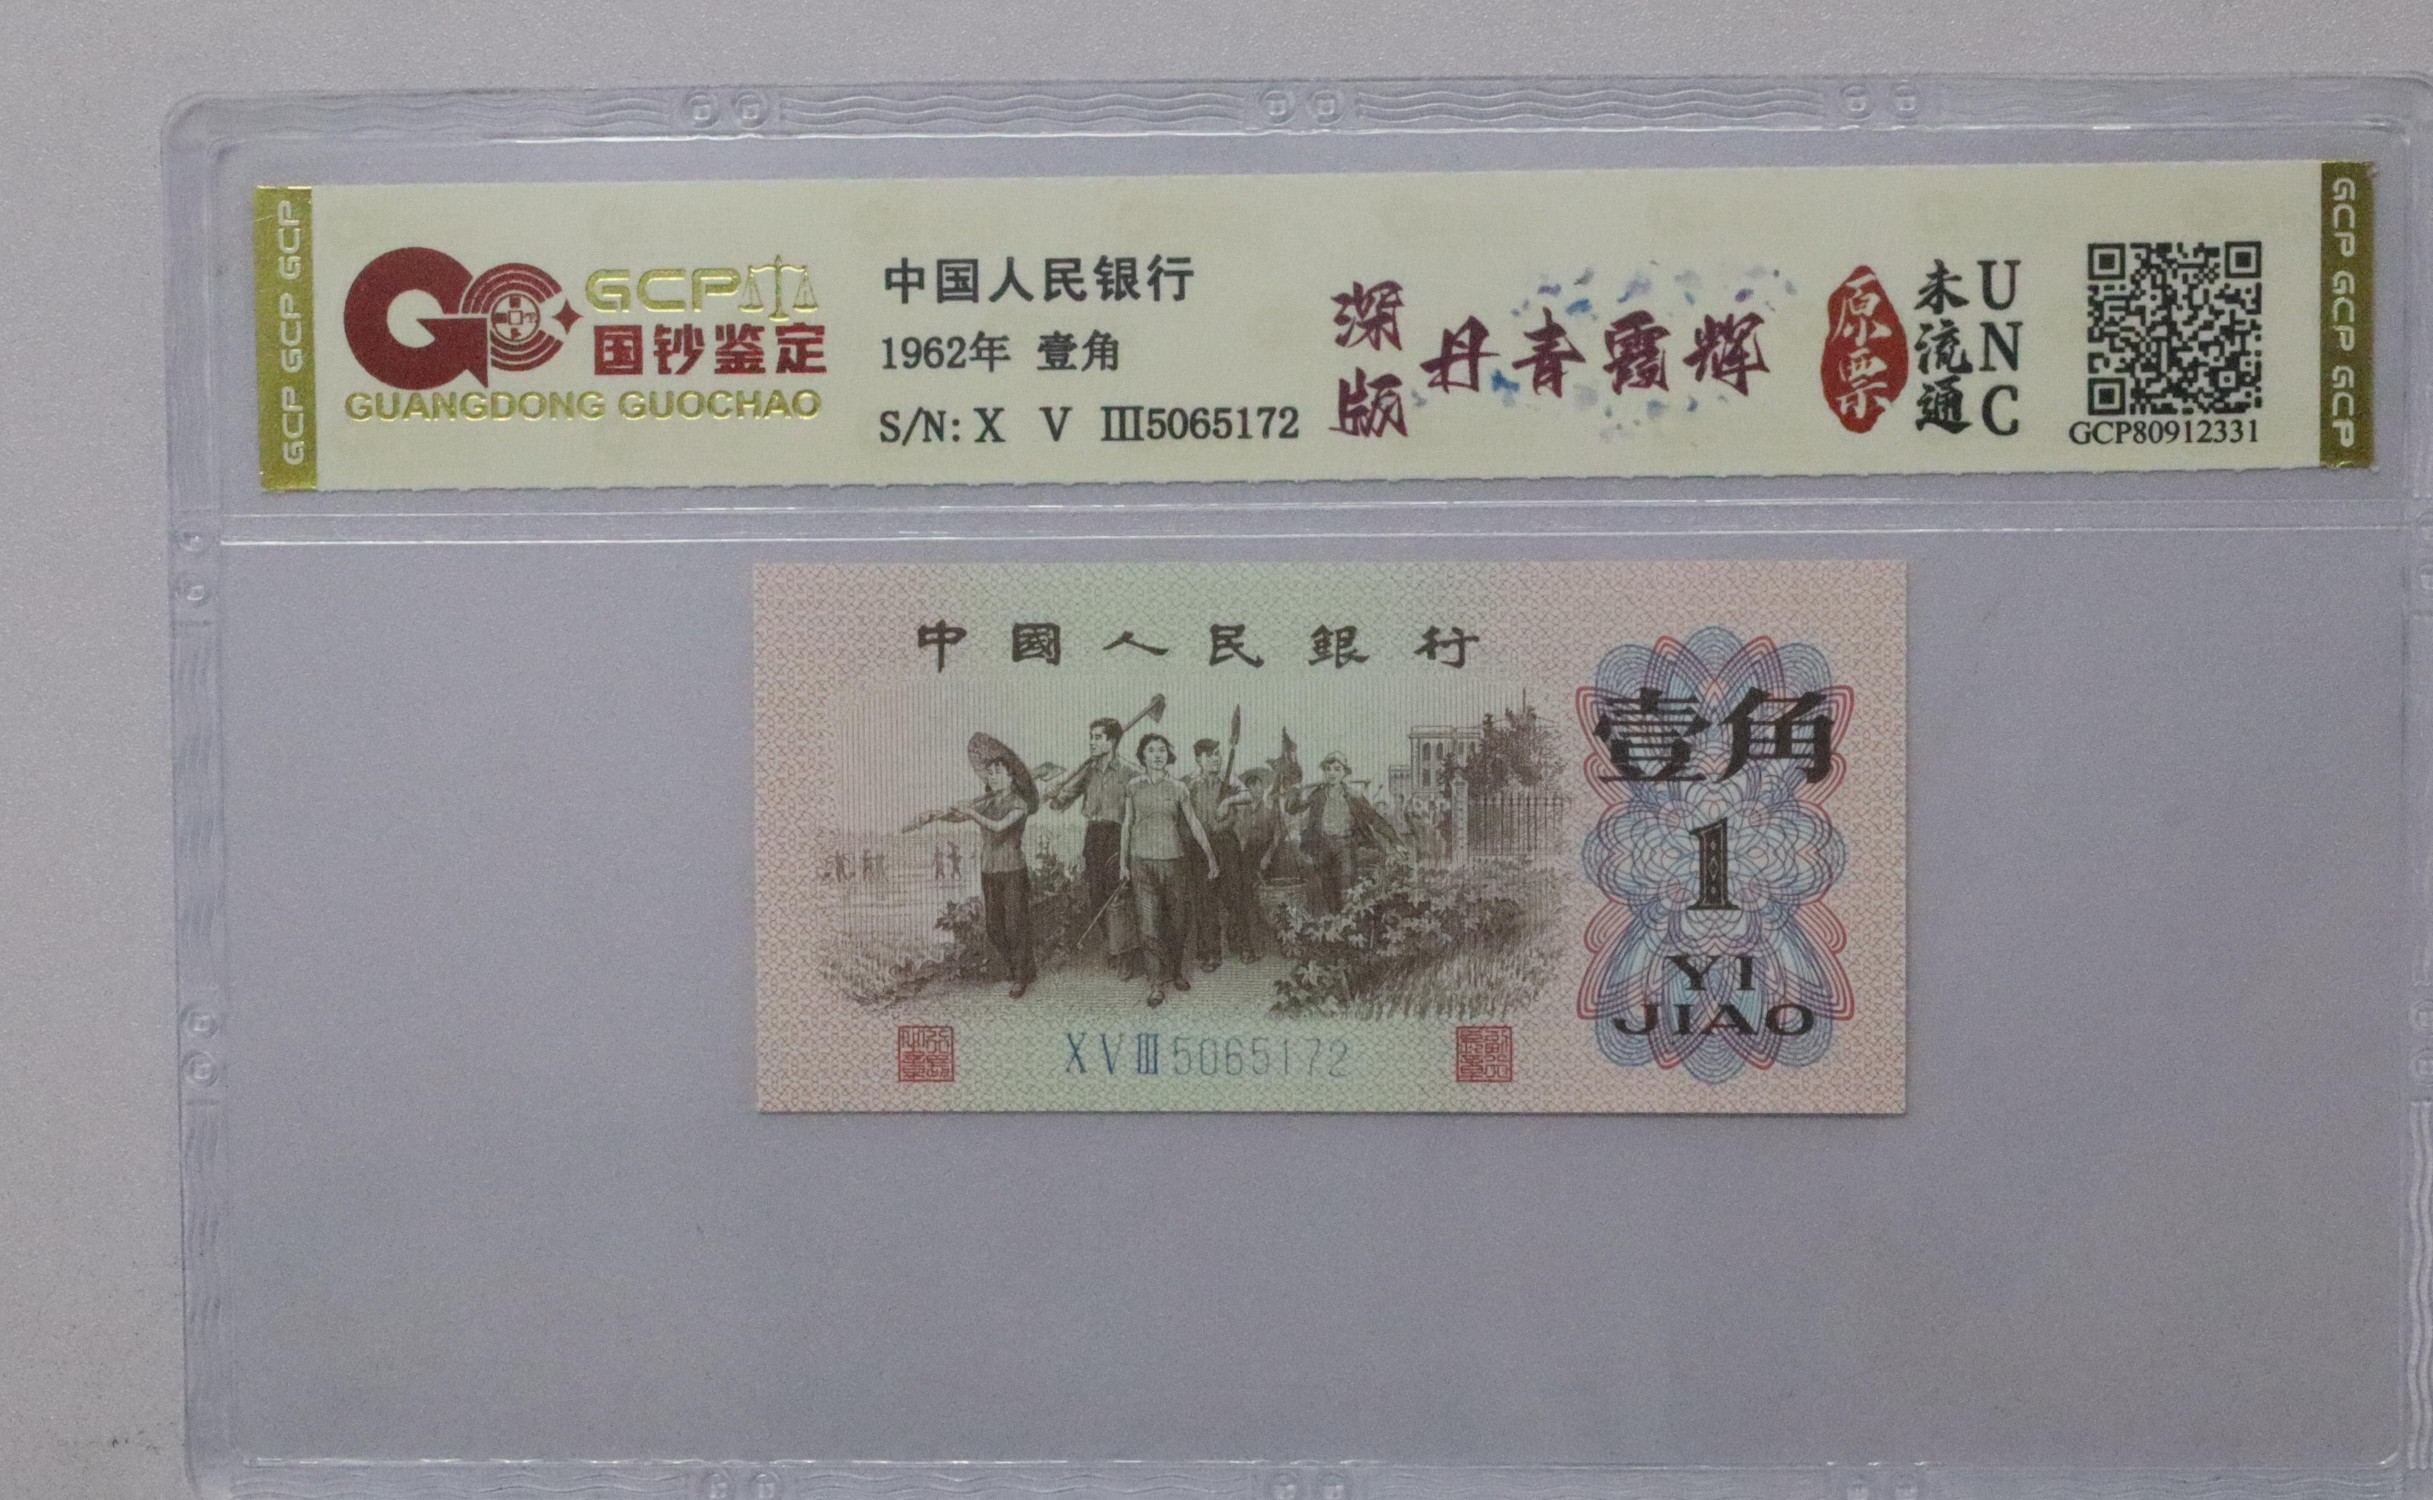 GCP GCP GCP
GCP
国钞鉴定
GUANGDONG GUOCHAO
中国人民银行
1962年 壹角
S/N: X V Ⅲ5065172
深版
丹青霞辉
原票
未流通
UNC
GCP80912331
GCP GCP GCP
中國人民銀行
壹角
1
YI
JIAO
X V Ⅲ 5065172